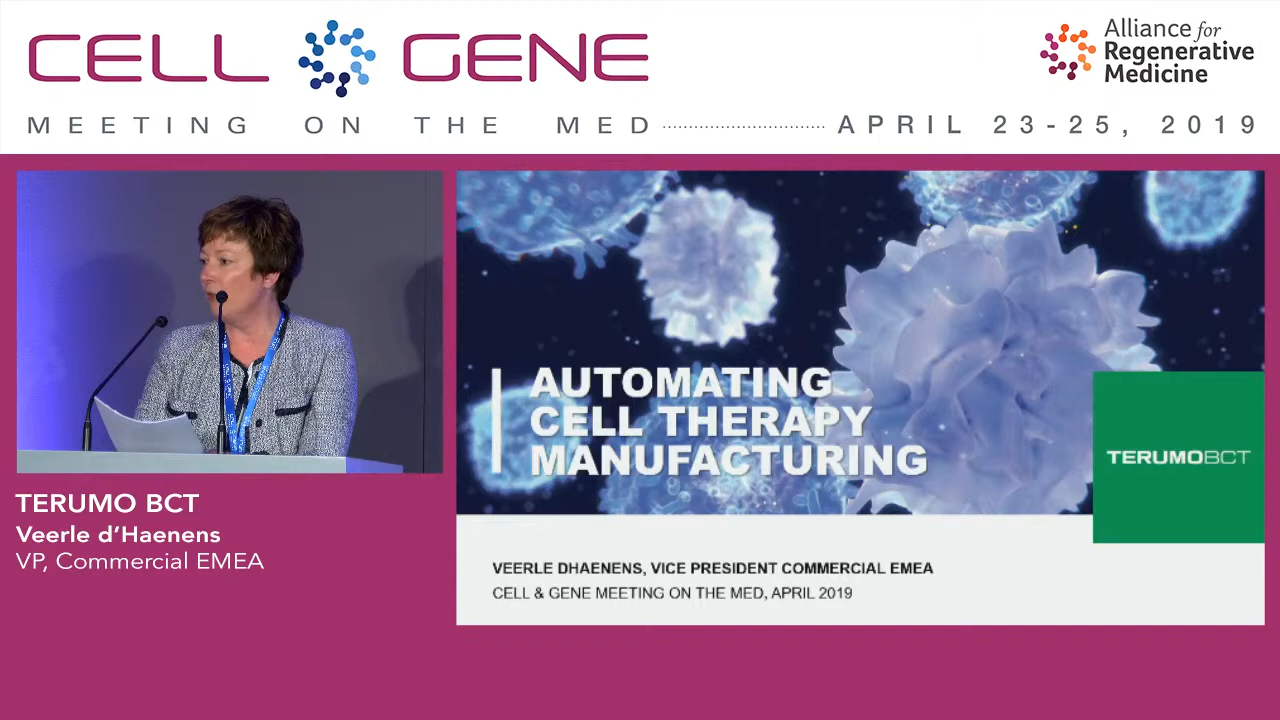 CELL GENE
Alliance for
Regenerative
Medicine
MEETING ON THE MED
APRIL 23-25, 2019
AUTOMATING
CELL THERAPY
MANUFACTURING
TERUMOBCT
VEERLE DHAENENS, VICE PRESIDENT COMMERCIAL EMEA
CELL & GENE MEETING ON THE MED, APRIL 2019
TERUMO BCT
Veerle d’Haenens
VP, Commercial EMEA